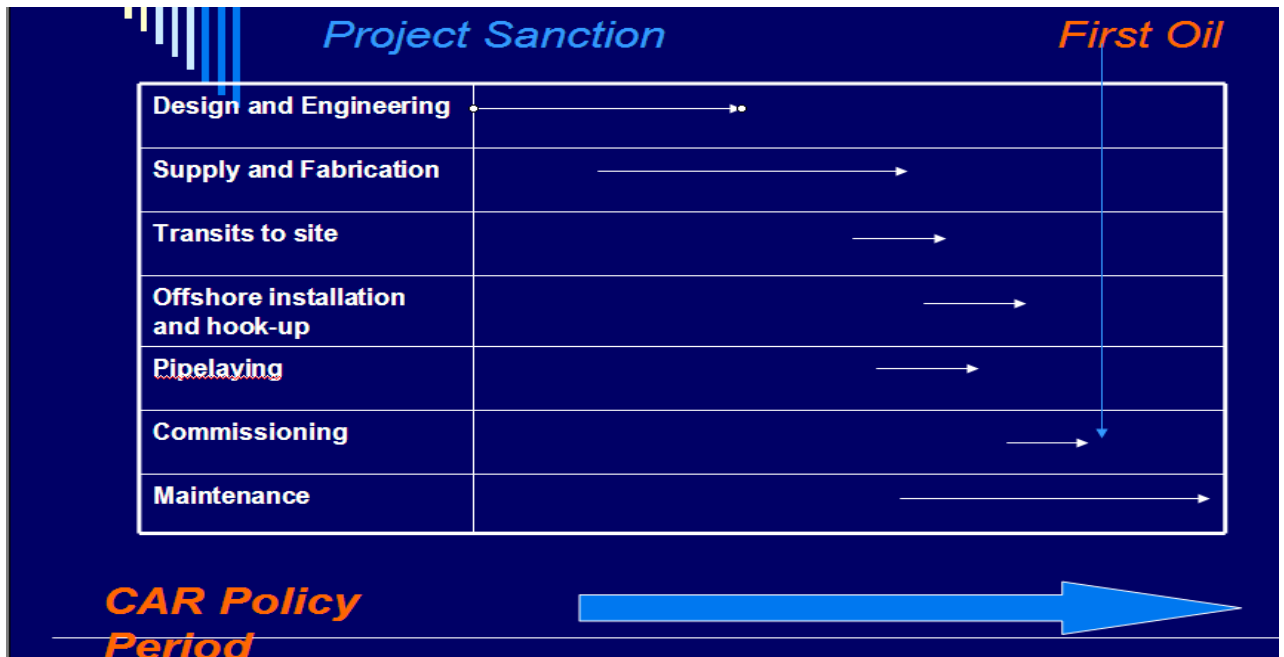 Project Sanction First Oil
Design and Engineering
Supply and Fabrication
Transits to site
Offshore installation
and hook-up
Pipelaying
Commissioning
Maintenance
CAR Policy
Period